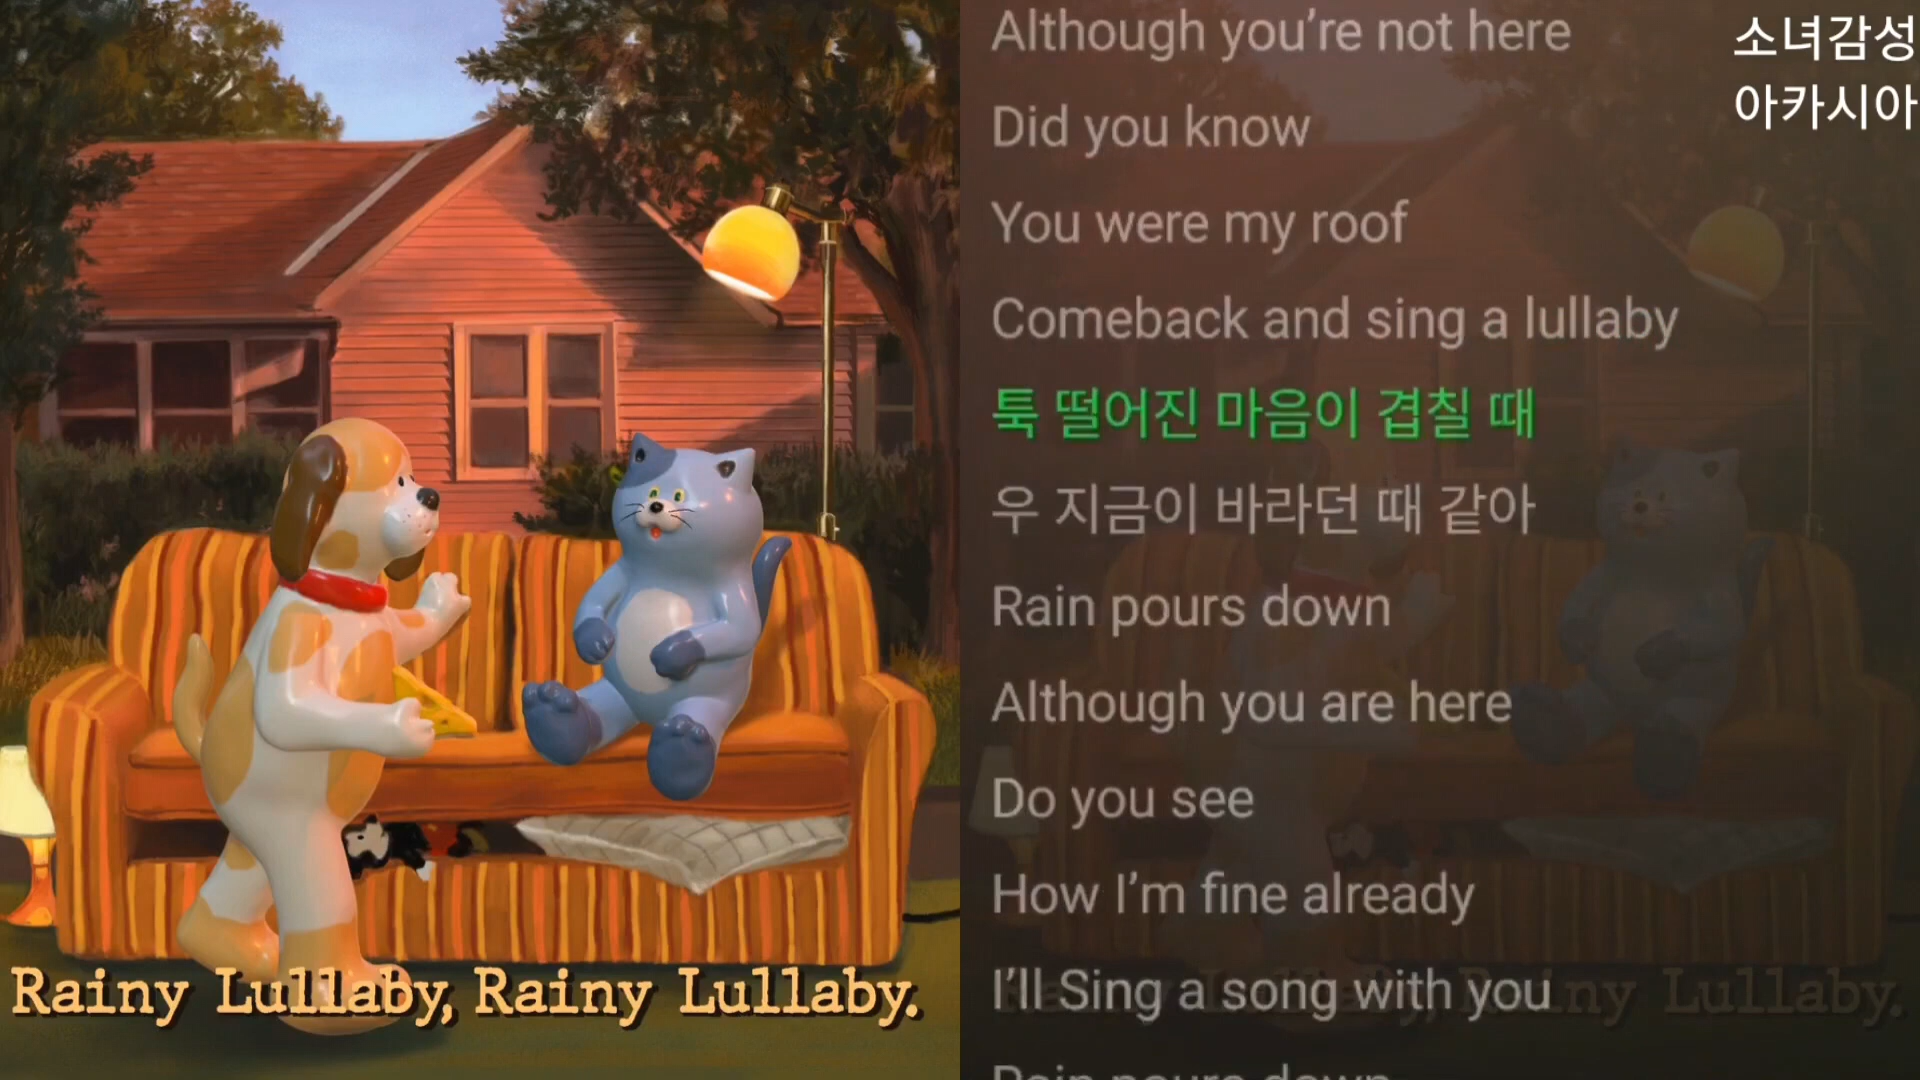 Rainy Lullaby, Rainy Lullaby.
소녀감성
아카시아
Although you're not here
Did you know
You were my roof
Comeback and sing a lullaby
툭 떨어진 마음이 겹칠 때
우 지금이 바라던 때 같아
Rain pours down
Although you are here
Do you see
How I'm fine already
I'll Sing a song with you
Rain pours down